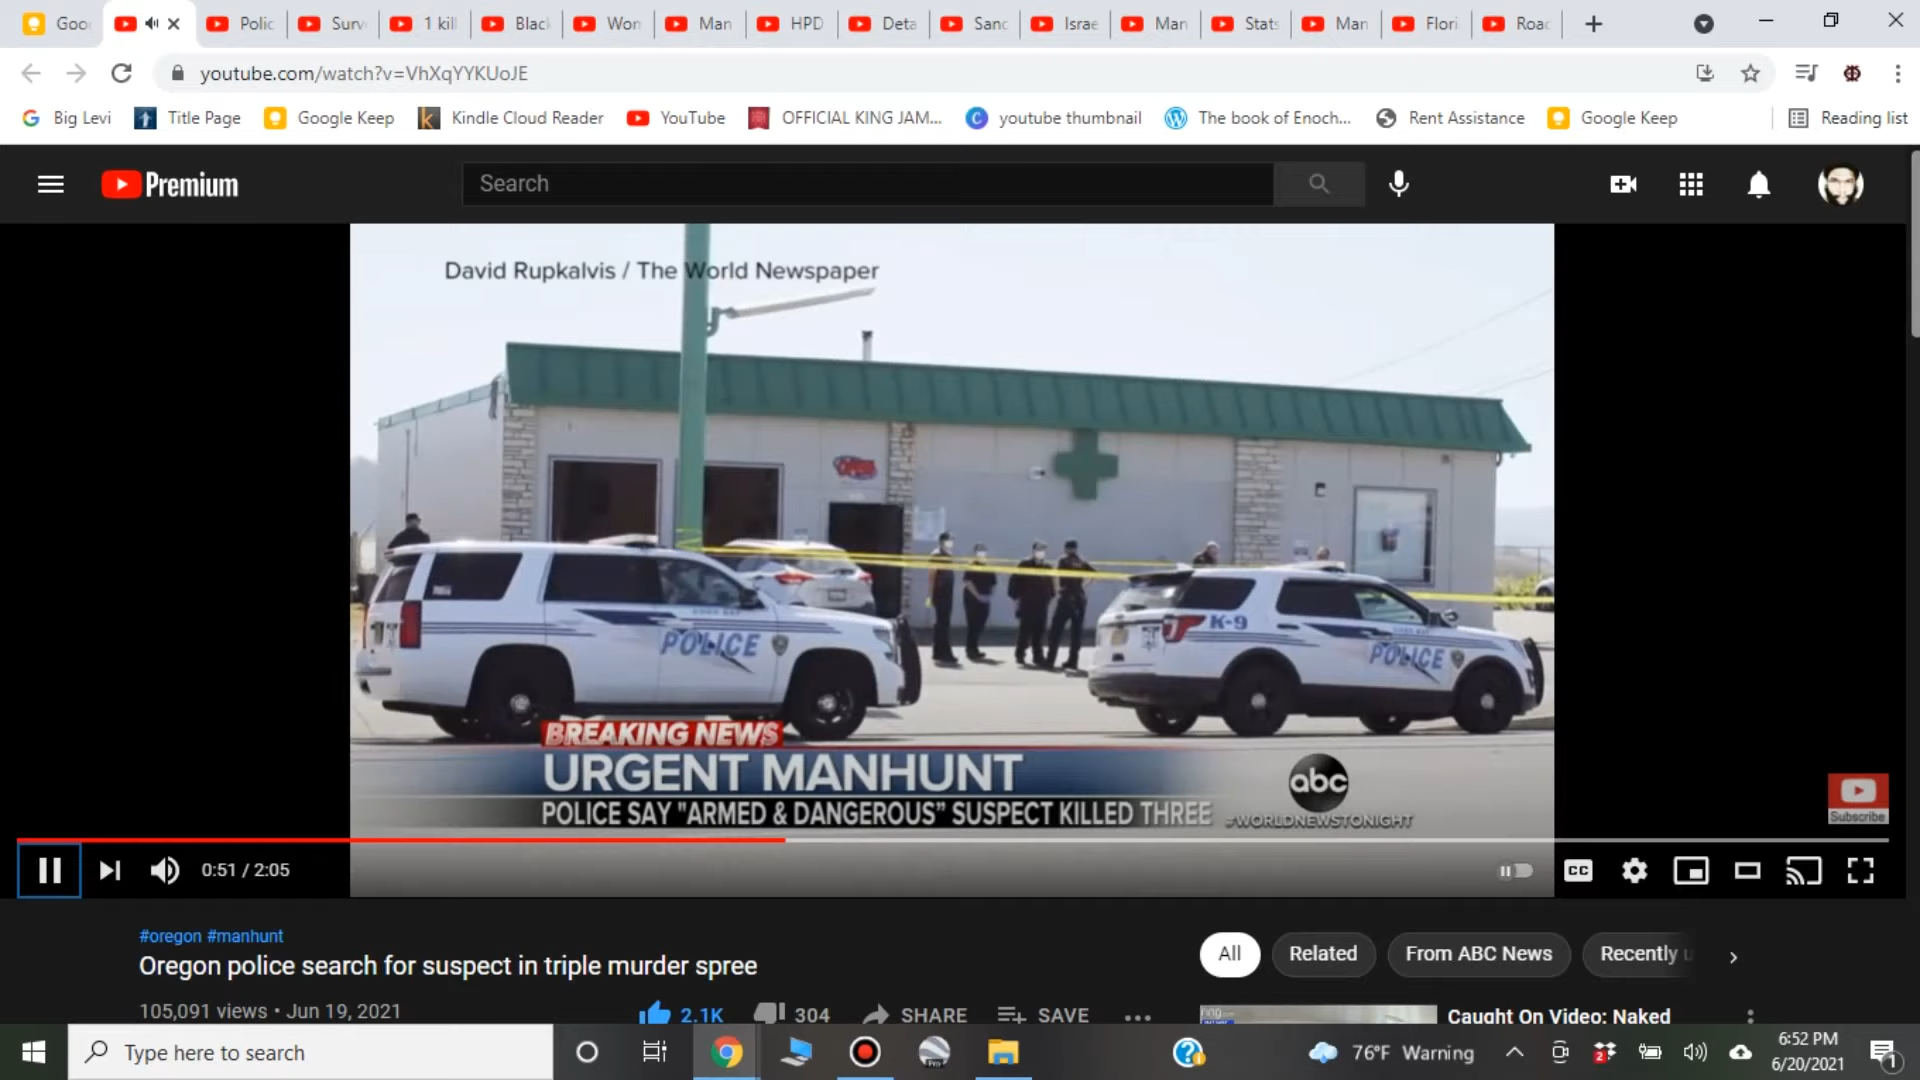 Goo
Polic
Surv
1 kill
Black
Wom
Man
HPD
Deta
Sanc
Israe
Man
Stats
Man
Flori
Road
youtube.com/watch?v=VhXqYYKUoJE
Big Levi
Title Page
Google Keep
Kindle Cloud Reader
YouTube
OFFICIAL KING JAM...
youtube thumbnail
The book of Enoch...
Rent Assistance
Google Keep
Reading list
Premium
Search
David Rupkalvis / The World Newspaper
OPEN
POLICE
K-9
POLICE
BREAKING NEWS
URGENT MANHUNT
POLICE SAY "ARMED & DANGEROUS" SUSPECT KILLED THREE
abc
#WORLDNEWSTONIGHT
Subscribe
0:51 / 2:05
CC
#oregon #manhunt
Oregon police search for suspect in triple murder spree
105,091 views • Jun 19, 2021
2.1K
304
SHARE
SAVE
All
Related
From ABC News
Recently u
Caught On Video: Naked
Type here to search
76°F Warning
2
6:52 PM
6/20/2021
1